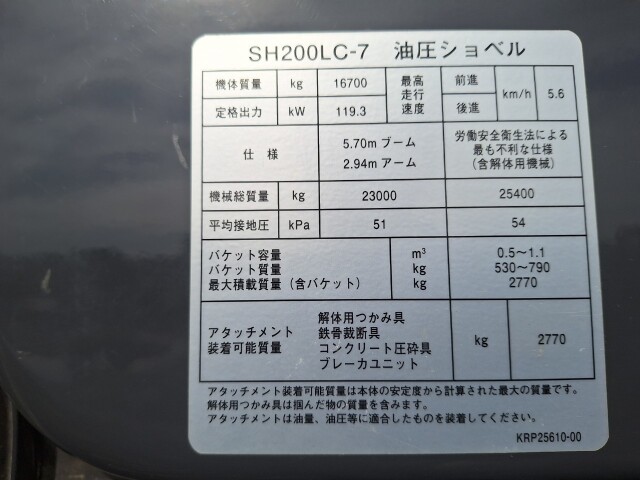 SH200LC-7 油圧ショベル
機体質量 kg 16700 最高走行速度 前進 km/h 5.6
定格出力 kW 119.3 後進
仕様 5.70m ブーム 労働安全衛生法による
2.94m アーム 最も不利な仕様
(含解体用機械)
機械総質量 kg 23000 25400
平均接地圧 kPa 51 54
バケット容量 m³ 0.5～1.1
バケット質量 kg 530～790
最大積載質量(含バケット) kg 2770
アタッチメント装着可能質量 解体用つかみ具 kg 2770
鉄骨裁断具
コンクリート圧砕具
ブレーカユニット
アタッチメント装着可能質量は本体の安定度から計算された最大の質量です。
解体用つかみ具は掴んだ物の質量を含みます。
アタッチメントは油量、油圧等に適合したものを装着してください。
KRP25610-00